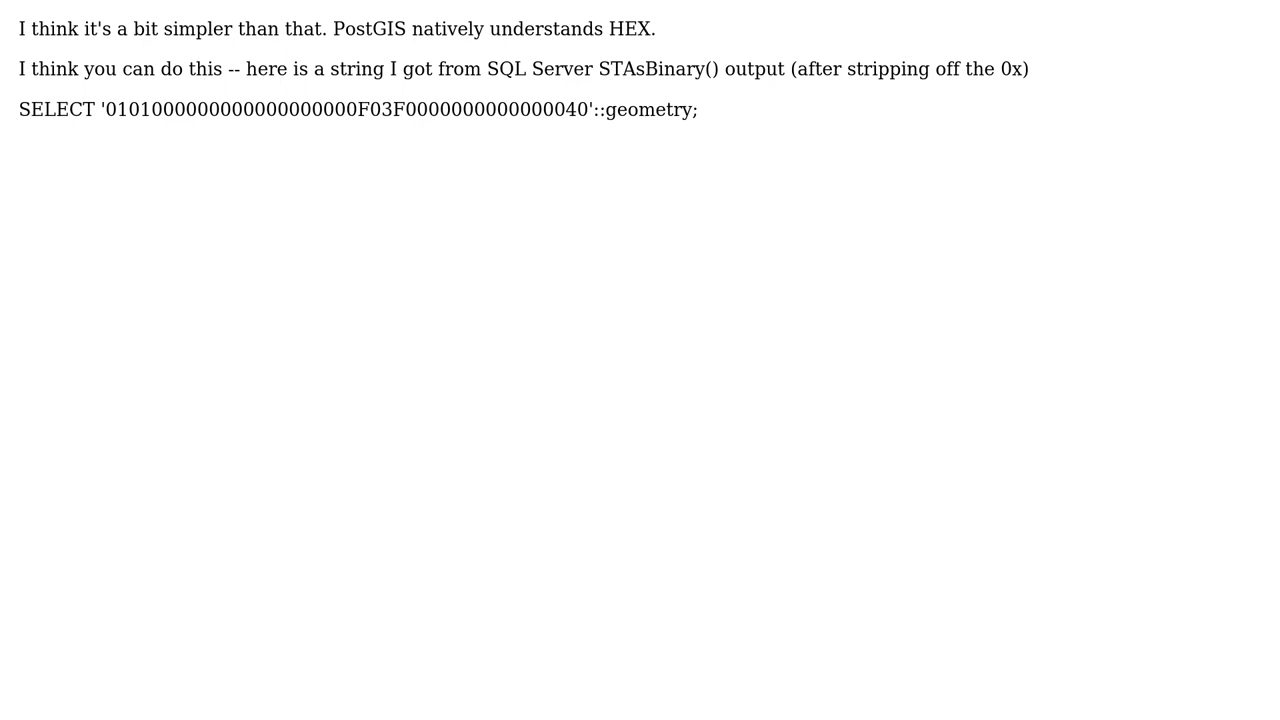 I think it's a bit simpler than that. PostGIS natively understands HEX.
I think you can do this -- here is a string I got from SQL Server STAsBinary() output (after stripping off the 0x)
SELECT '0101000000000000000000F03F0000000000000040'::geometry;